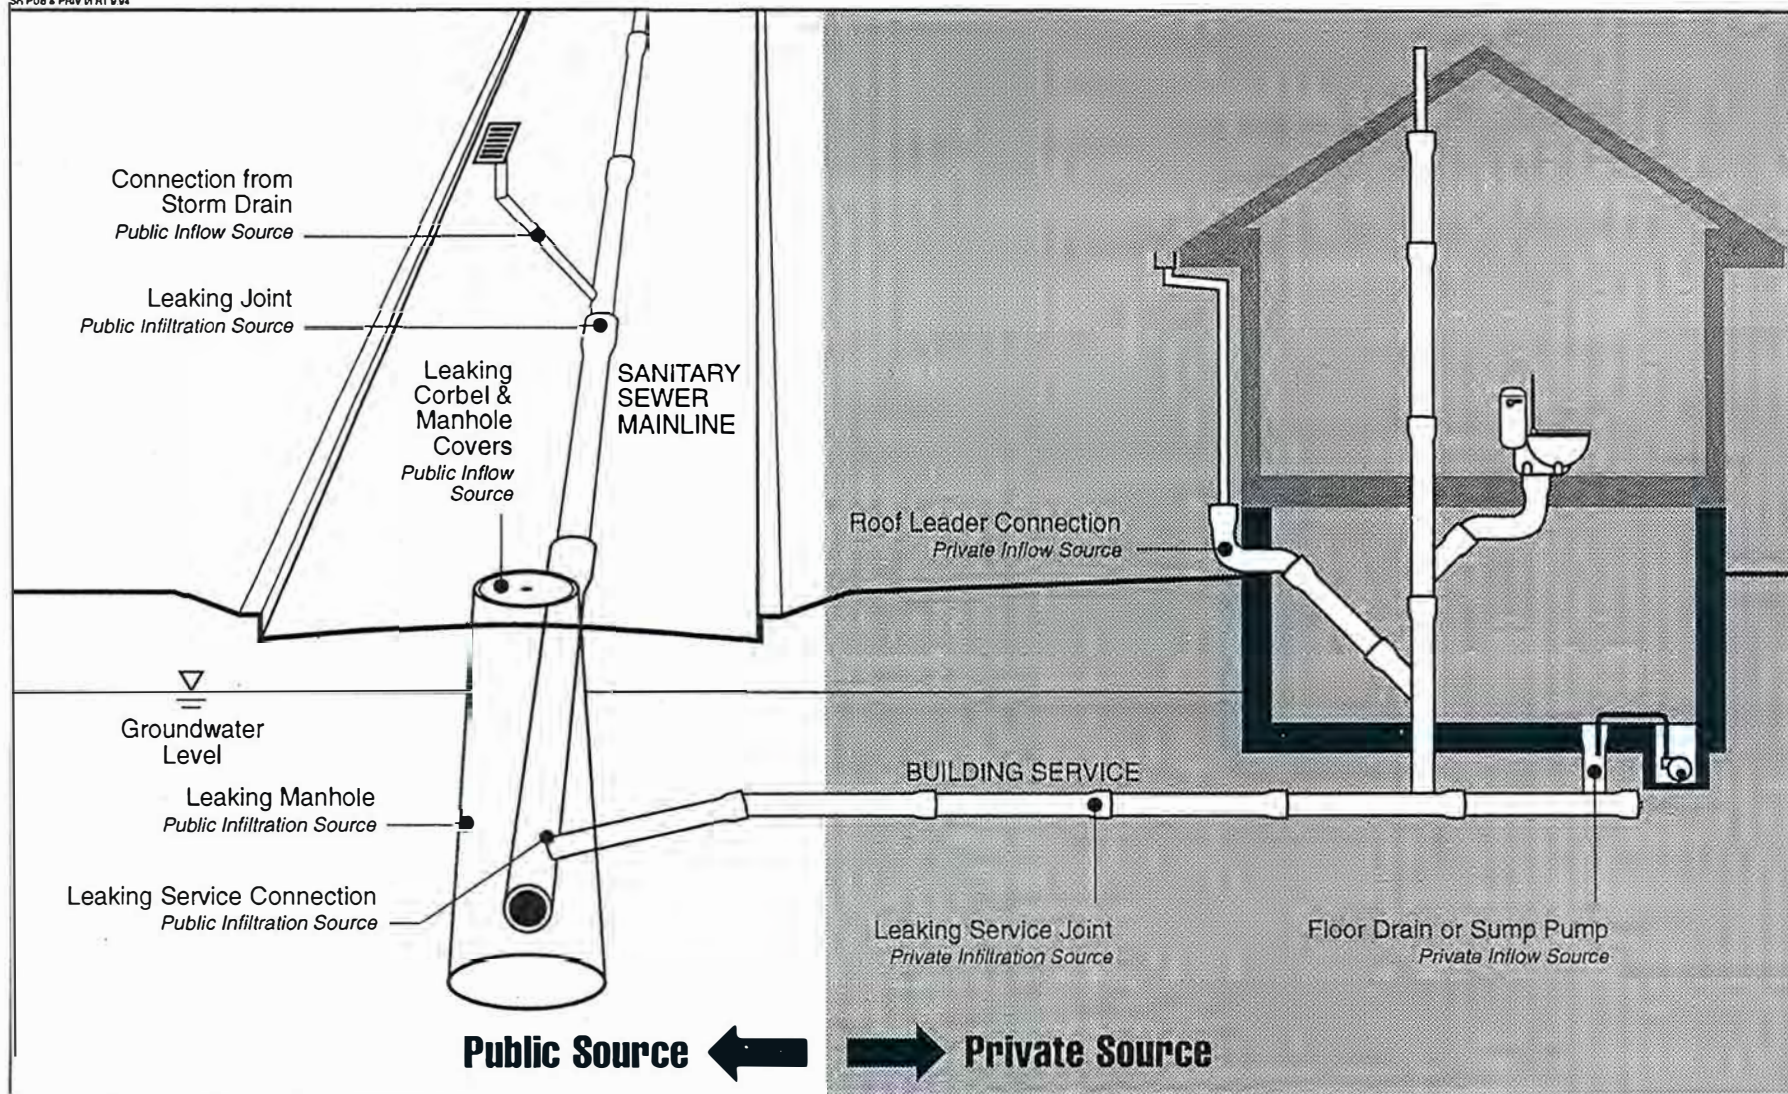 Connection from
Storm Drain
Public Inflow Source
Leaking Joint
Public Infiltration Source
Leaking
Corbel &
Manhole
Covers
Public Inflow
Source
SANITARY
SEWER
MAINLINE
Roof Leader Connection
Private Inflow Source
Groundwater
Level
BUILDING SERVICE
Leaking Manhole
Public Infiltration Source
Leaking Service Connection
Public Infiltration Source
Leaking Service Joint
Private Infiltration Source
Floor Drain or Sump Pump
Private Inflow Source
Public Source
Private Source